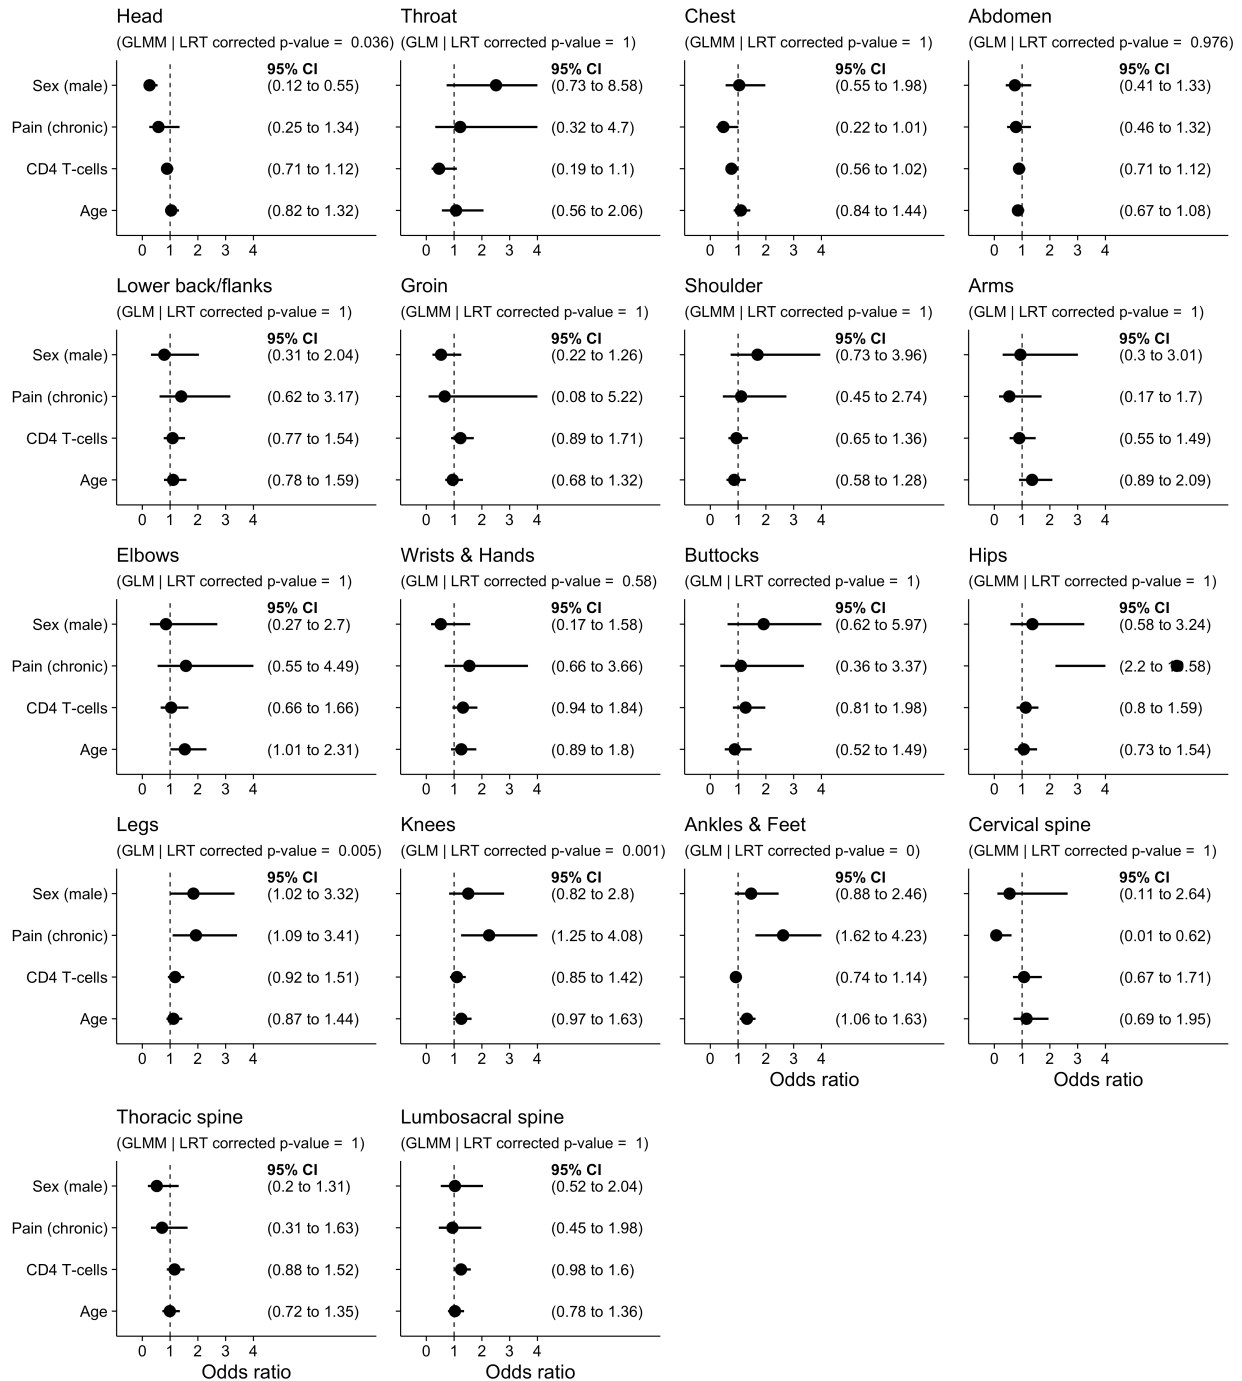 Head
(GLMM | LRT corrected p-value = 0.036)
95% CI
Sex (male) (0.12 to 0.55)
Pain (chronic) (0.25 to 1.34)
CD4 T-cells (0.71 to 1.12)
Age (0.82 to 1.32)
0 1 2 3 4
Throat
(GLM | LRT corrected p-value = 1)
95% CI
(0.73 to 8.58)
(0.32 to 4.7)
(0.19 to 1.1)
(0.56 to 2.06)
0 1 2 3 4
Chest
(GLMM | LRT corrected p-value = 1)
95% CI
(0.55 to 1.98)
(0.22 to 1.01)
(0.56 to 1.02)
(0.84 to 1.44)
0 1 2 3 4
Abdomen
(GLM | LRT corrected p-value = 0.976)
95% CI
(0.41 to 1.33)
(0.46 to 1.32)
(0.71 to 1.12)
(0.67 to 1.08)
0 1 2 3 4
Lower back/flanks
(GLM | LRT corrected p-value = 1)
95% CI
Sex (male) (0.31 to 2.04)
Pain (chronic) (0.62 to 3.17)
CD4 T-cells (0.77 to 1.54)
Age (0.78 to 1.59)
0 1 2 3 4
Groin
(GLMM | LRT corrected p-value = 1)
95% CI
(0.22 to 1.26)
(0.08 to 5.22)
(0.89 to 1.71)
(0.68 to 1.32)
0 1 2 3 4
Shoulder
(GLMM | LRT corrected p-value = 1)
95% CI
(0.73 to 3.96)
(0.45 to 2.74)
(0.65 to 1.36)
(0.58 to 1.28)
0 1 2 3 4
Arms
(GLM | LRT corrected p-value = 1)
95% CI
(0.3 to 3.01)
(0.17 to 1.7)
(0.55 to 1.49)
(0.89 to 2.09)
0 1 2 3 4
Elbows
(GLM | LRT corrected p-value = 1)
95% CI
Sex (male) (0.27 to 2.7)
Pain (chronic) (0.55 to 4.49)
CD4 T-cells (0.66 to 1.66)
Age (1.01 to 2.31)
0 1 2 3 4
Wrists & Hands
(GLM | LRT corrected p-value = 0.58)
95% CI
(0.17 to 1.58)
(0.66 to 3.66)
(0.94 to 1.84)
(0.89 to 1.8)
0 1 2 3 4
Buttocks
(GLM | LRT corrected p-value = 1)
95% CI
(0.62 to 5.97)
(0.36 to 3.37)
(0.81 to 1.98)
(0.52 to 1.49)
0 1 2 3 4
Hips
(GLMM | LRT corrected p-value = 1)
95% CI
(0.58 to 3.24)
(2.2 to
(0.8 to 1.59)
(0.73 to 1.54)
0 1 2 3 4
Legs
(GLM | LRT corrected p-value = 0.005)
95% CI
Sex (male) (1.02 to 3.32)
Pain (chronic) (1.09 to 3.41)
CD4 T-cells (0.92 to 1.51)
Age (0.87 to 1.44)
0 1 2 3 4
Knees
(GLM | LRT corrected p-value = 0.001)
95% CI
(0.82 to 2.8)
(1.25 to 4.08)
(0.85 to 1.42)
(0.97 to 1.63)
0 1 2 3 4
Ankles & Feet
(GLM | LRT corrected p-value = 0)
95% CI
(0.88 to 2.46)
(1.62 to 4.23)
(0.74 to 1.14)
(1.06 to 1.63)
0 1 2 3 4
Odds ratio
Cervical spine
(GLMM | LRT corrected p-value = 1)
95% CI
(0.11 to 2.64)
(0.01 to 0.62)
(0.67 to 1.71)
(0.69 to 1.95)
0 1 2 3 4
Odds ratio
Thoracic spine
(GLMM | LRT corrected p-value = 1)
95% CI
Sex (male) (0.2 to 1.31)
Pain (chronic) (0.31 to 1.63)
CD4 T-cells (0.88 to 1.52)
Age (0.72 to 1.35)
0 1 2 3 4
Odds ratio
Lumbosacral spine
(GLMM | LRT corrected p-value = 1)
95% CI
(0.52 to 2.04)
(0.45 to 1.98)
(0.98 to 1.6)
(0.78 to 1.36)
0 1 2 3 4
Odds ratio